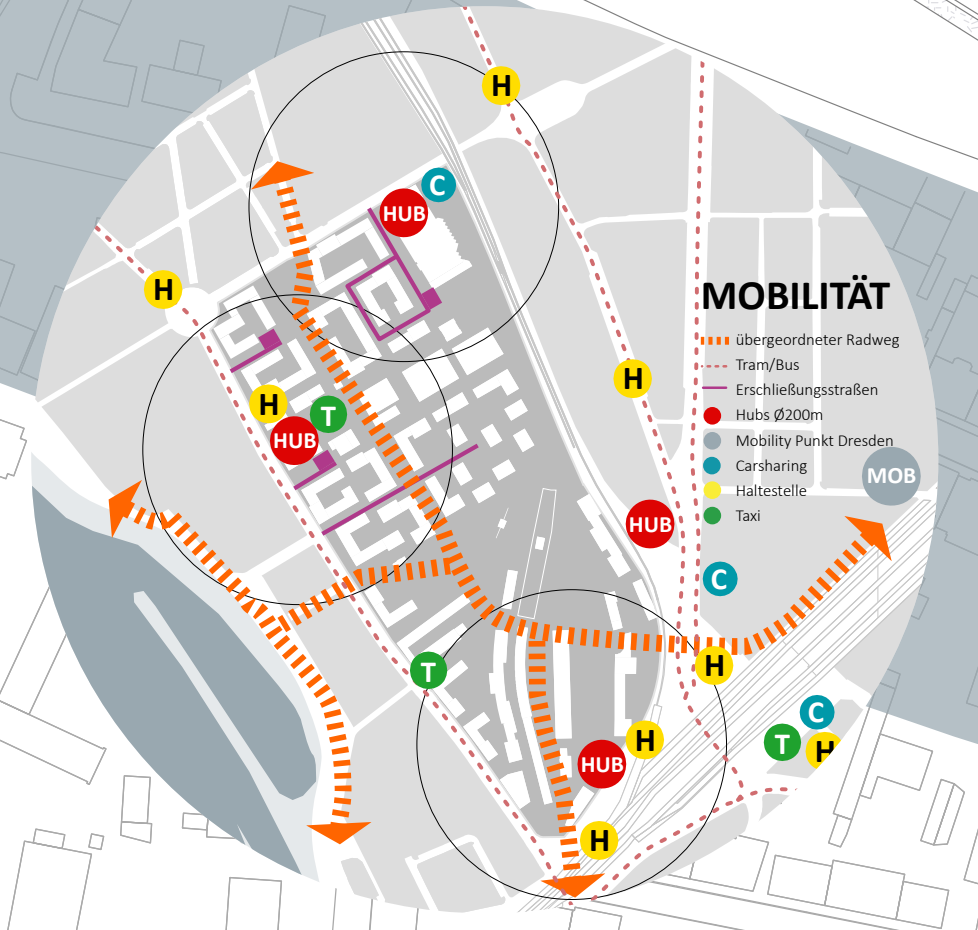 H
C
HUB
H
MOBILITÄT
übergeordneter Radweg
Tram/Bus
Erschließungsstraßen
Hubs Ø200m
Mobility Punkt Dresden
Carsharing
Haltestelle
Taxi
H
H
T
HUB
MOB
HUB
C
H
T
C
H
T
H
HUB
H